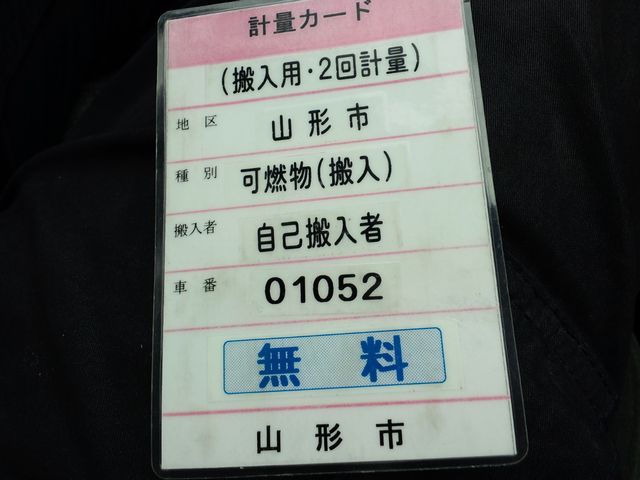 計量カード
(搬入用・2回計量)
地区 山形市
種別 可燃物(搬入)
搬入者 自己搬入者
車番 01052
無料
山形市